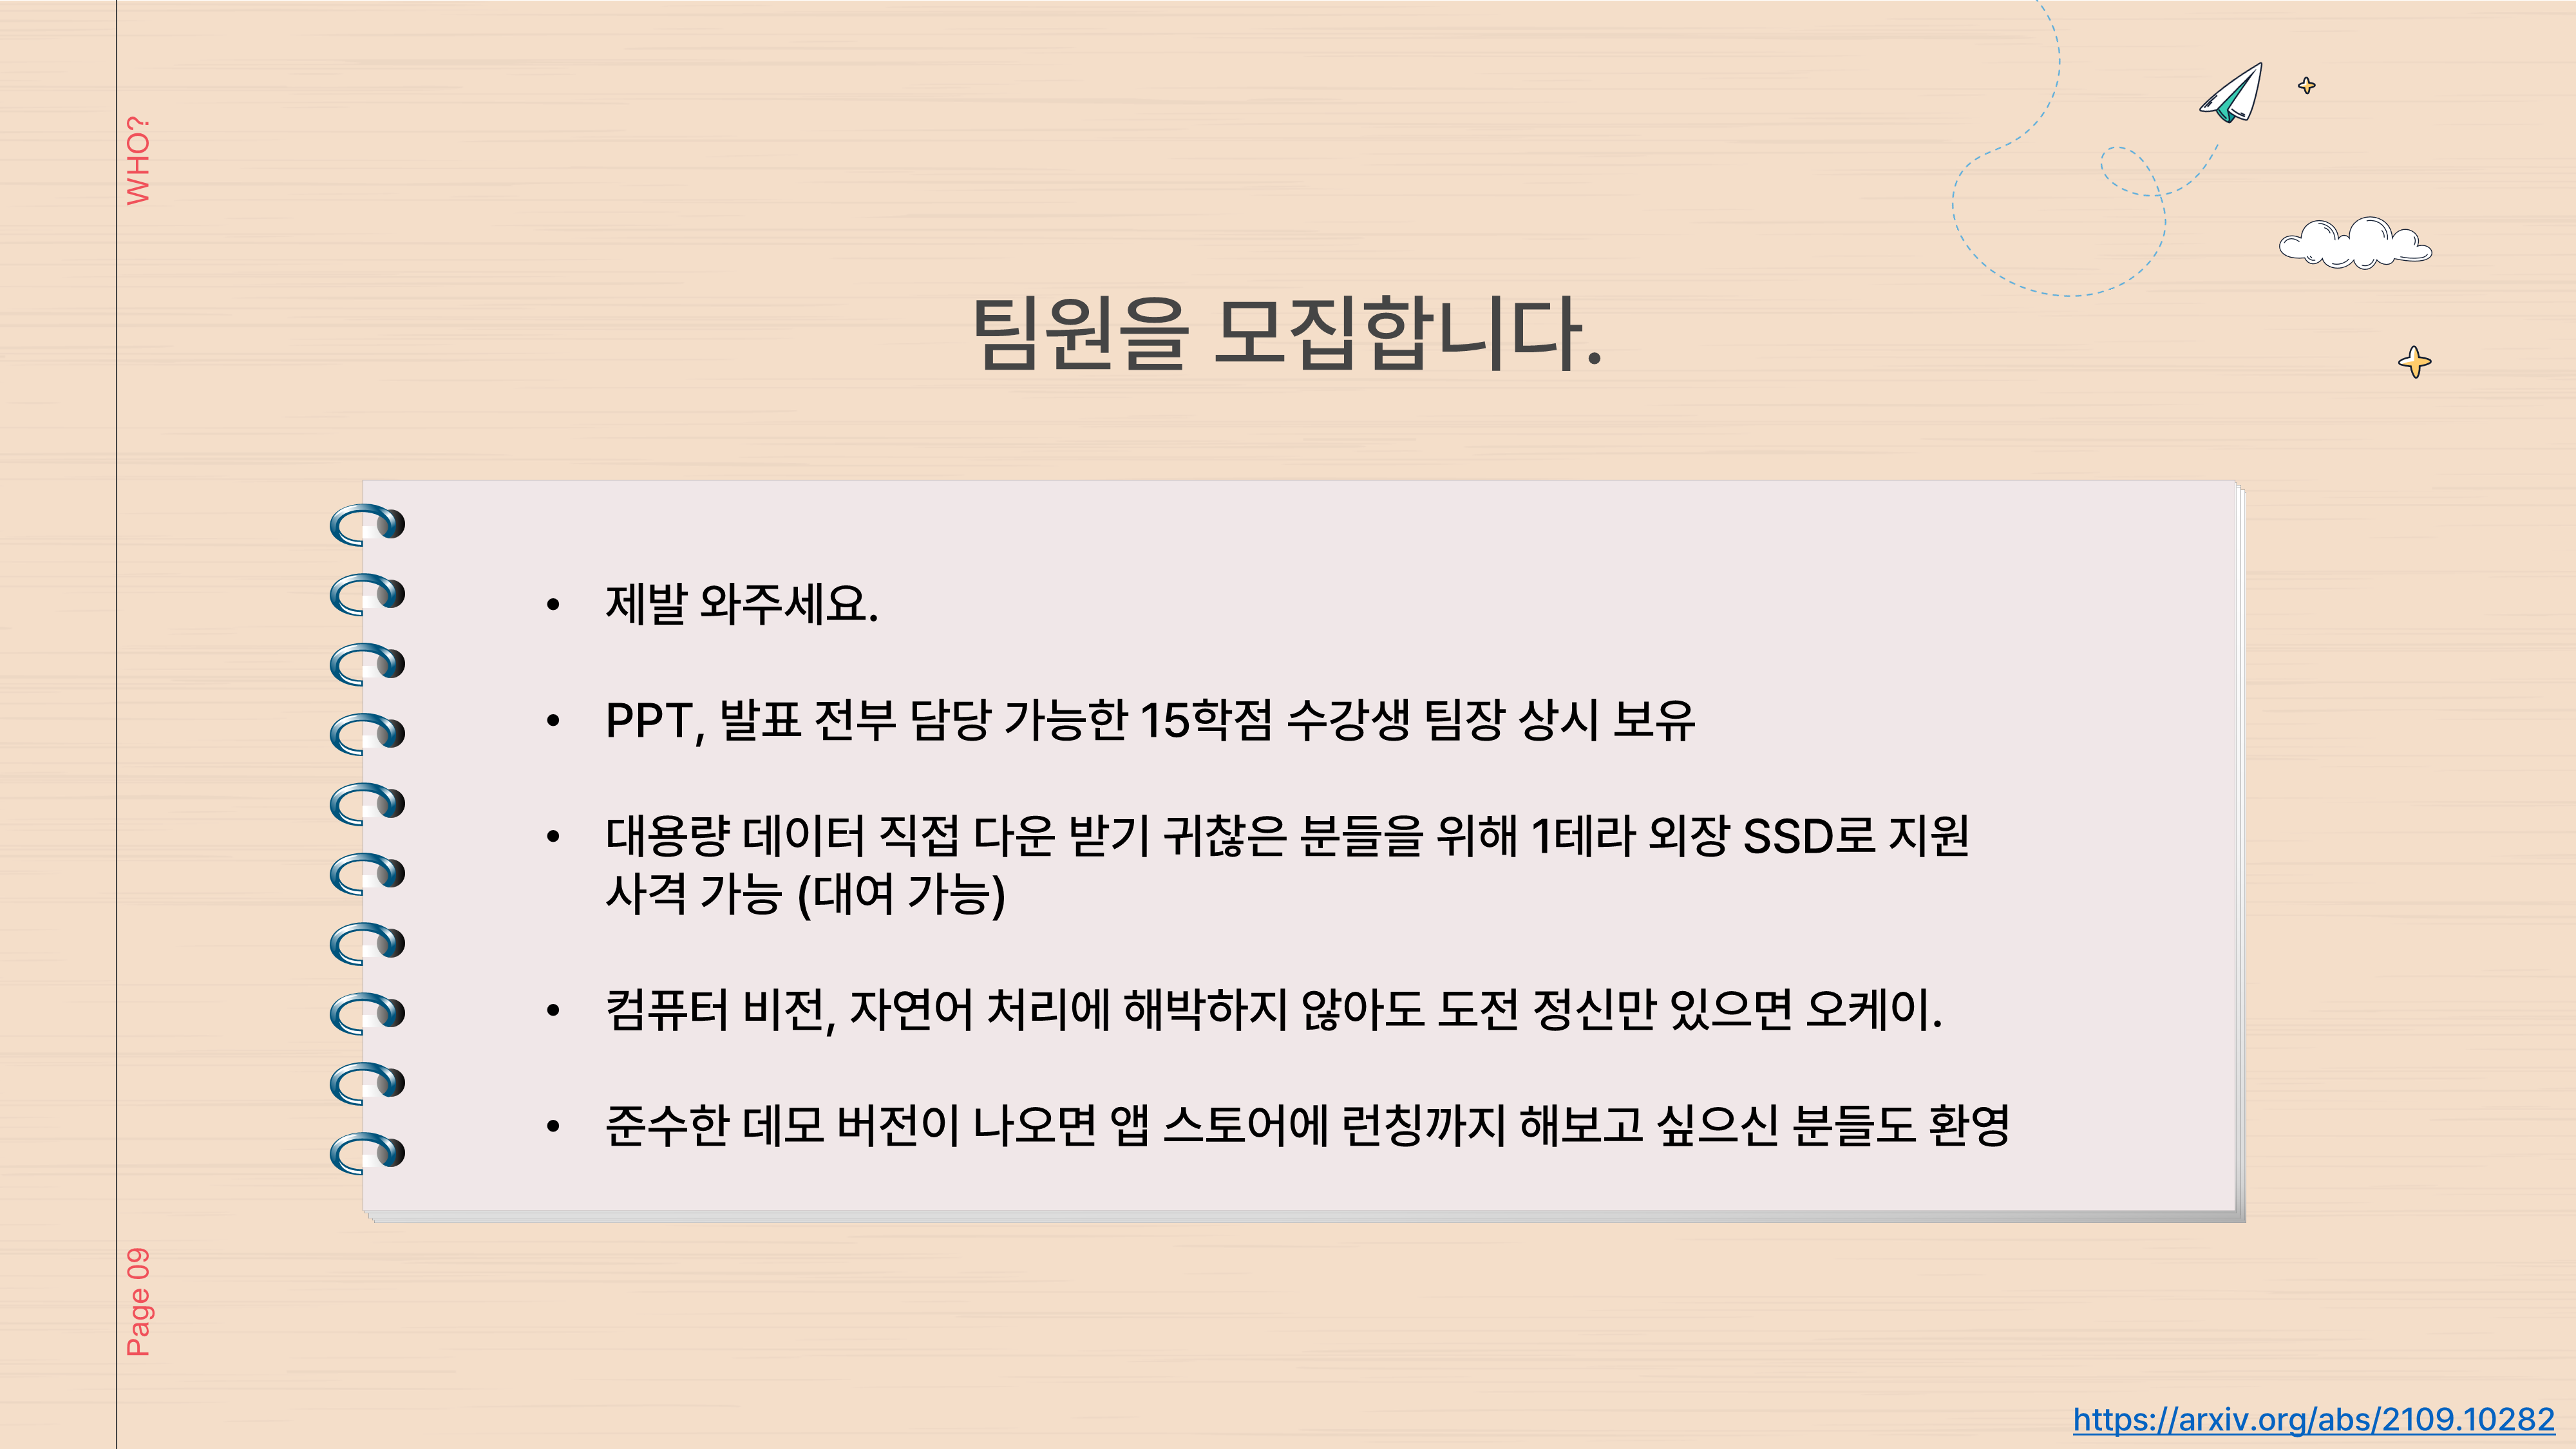 WHO?
팀원을 모집합니다.
• 제발 와주세요.
• PPT, 발표 전부 담당 가능한 15학점 수강생 팀장 상시 보유
• 대용량 데이터 직접 다운 받기 귀찮은 분들을 위해 1테라 외장 SSD로 지원
사격 가능 (대여 가능)
• 컴퓨터 비전, 자연어 처리에 해박하지 않아도 도전 정신만 있으면 오케이.
• 준수한 데모 버전이 나오면 앱 스토어에 런칭까지 해보고 싶으신 분들도 환영
Page 09
https://arxiv.org/abs/2109.10282